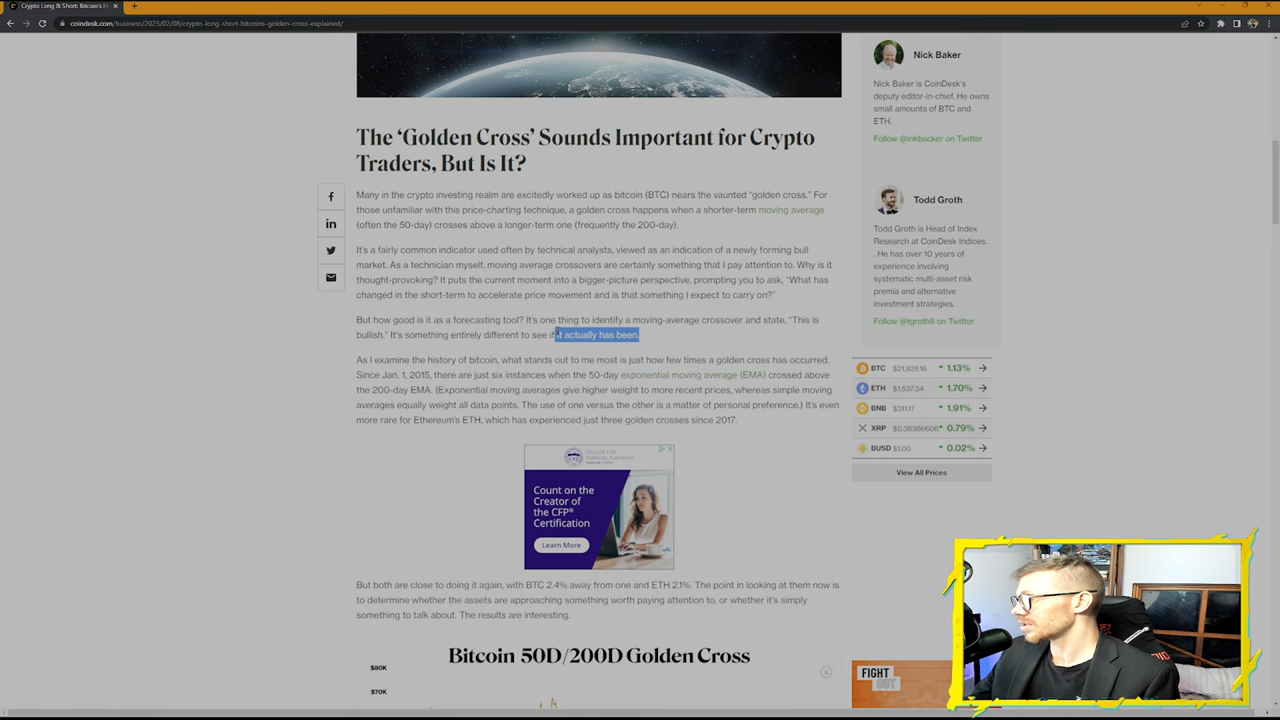 Crypto Long & Short: Bitcoin's H
coindesk.com/business/2023/02/08/crypto-long-short-bitcoins-golden-cross-explained/
The ‘Golden Cross’ Sounds Important for Crypto
Traders, But Is It?
Many in the crypto investing realm are excitedly worked up as bitcoin (BTC) nears the vaunted “golden cross.” For
those unfamiliar with this price-charting technique, a golden cross happens when a shorter-term moving average
(often the 50-day) crosses above a longer-term one (frequently the 200-day).
It’s a fairly common indicator used often by technical analysts, viewed as an indication of a newly forming bull
market. As a technician myself, moving average crossovers are certainly something that I pay attention to. Why is it
thought-provoking? It puts the current moment into a bigger-picture perspective, prompting you to ask, “What has
changed in the short-term to accelerate price movement and is that something I expect to carry on?”
But how good is it as a forecasting tool? It’s one thing to identify a moving-average crossover and state, “This is
bullish.” It’s something entirely different to see if it actually has been.
As I examine the history of bitcoin, what stands out to me most is just how few times a golden cross has occurred.
Since Jan. 1, 2015, there are just six instances when the 50-day exponential moving average (EMA) crossed above
the 200-day EMA. (Exponential moving averages give higher weight to more recent prices, whereas simple moving
averages equally weight all data points. The use of one versus the other is a matter of personal preference.) It’s even
more rare for Ethereum’s ETH, which has experienced just three golden crosses since 2017.
COLLEGE FOR
FINANCIAL PLANNING
Count on the
Creator of
the CFP®
Certification
Learn More
But both are close to doing it again, with BTC 2.4% away from one and ETH 2.1%. The point in looking at them now is
to determine whether the assets are approaching something worth paying attention to, or whether it’s simply
something to talk about. The results are interesting.
Bitcoin 50D/200D Golden Cross
$80K
$70K
Nick Baker
Nick Baker is CoinDesk's
deputy editor-in-chief. He owns
small amounts of BTC and
ETH.
Follow @inkbacker on Twitter
Todd Groth
Todd Groth is Head of Index
Research at CoinDesk Indices.
. He has over 10 years of
experience involving
systematic multi-asset risk
premia and alternative
investment strategies.
Follow @tgroth8 on Twitter
BTC $21,828.16 1.13%
ETH $1,537.34 1.70%
BNB $311.17 1.91%
XRP $0.38386606 0.79%
BUSD $1.00 0.02%
View All Prices
FIGHT
OUT